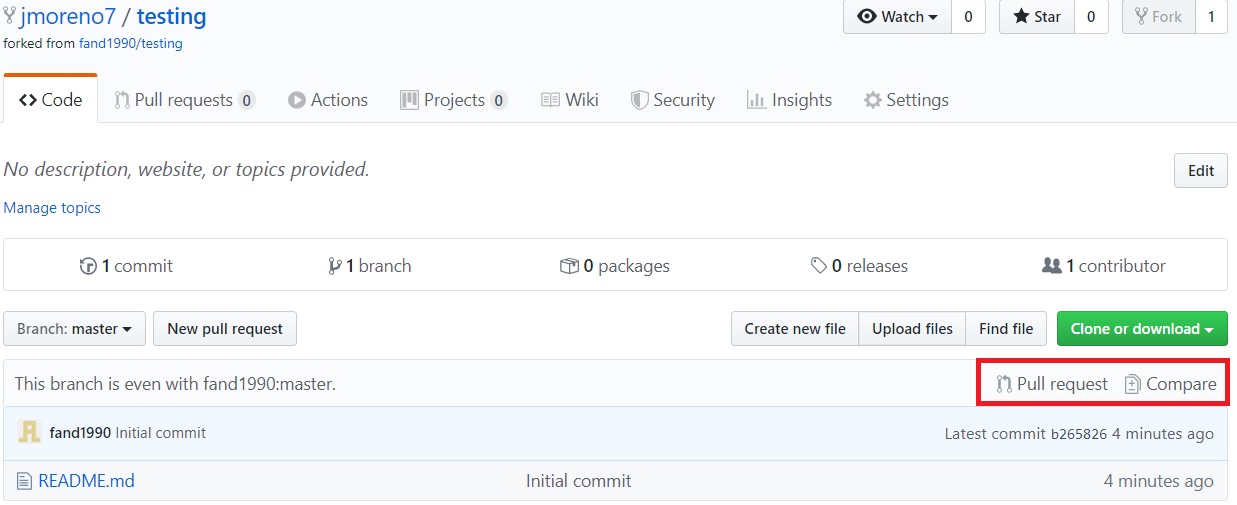 jmoreno7 / testing
Watch 0 Star 0 Fork 1
forked from fand1990/testing
Code Pull requests 0 Actions Projects 0 Wiki Security Insights Settings
No description, website, or topics provided.
Edit
Manage topics
1 commit 1 branch 0 packages 0 releases 1 contributor
Branch: master New pull request Create new file Upload files Find file Clone or download
This branch is even with fand1990:master. Pull request Compare
fand1990 Initial commit Latest commit b265826 4 minutes ago
README.md Initial commit 4 minutes ago